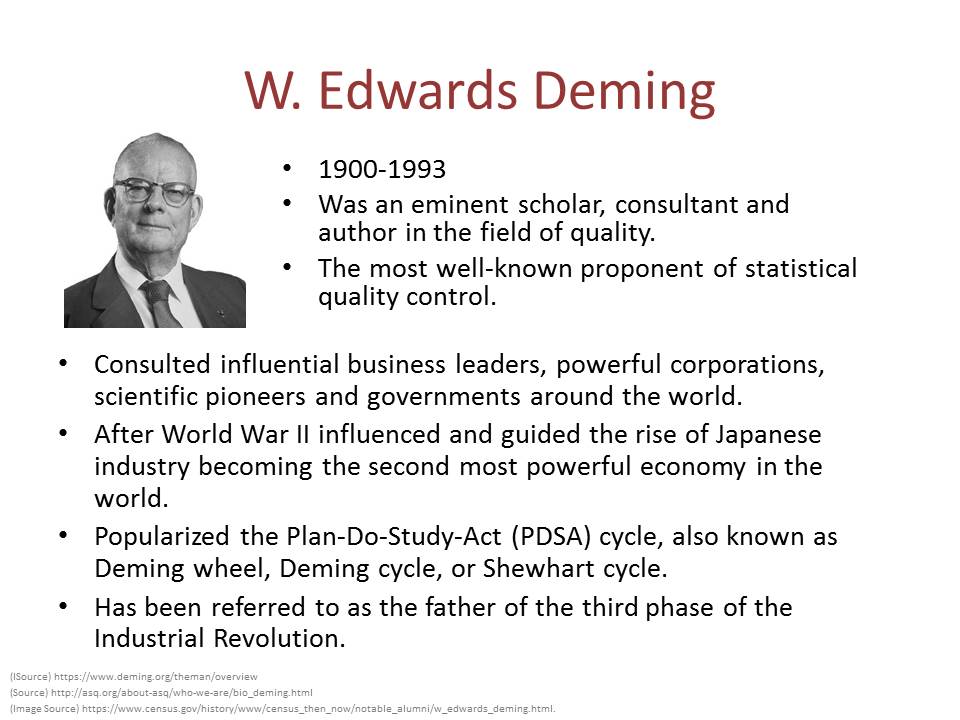 W. Edwards Deming
• 1900-1993
• Was an eminent scholar, consultant and
author in the field of quality.
• The most well-known proponent of statistical
quality control.
• Consulted influential business leaders, powerful corporations,
scientific pioneers and governments around the world.
• After World War II influenced and guided the rise of Japanese
industry becoming the second most powerful economy in the
world.
• Popularized the Plan-Do-Study-Act (PDSA) cycle, also known as
Deming wheel, Deming cycle, or Shewhart cycle.
• Has been referred to as the father of the third phase of the
Industrial Revolution.
(ISource) https://www.deming.org/theman/overview
(Source) http://asq.org/about-asq/who-we-are/bio_deming.html
(Image Source) https://www.census.gov/history/www/census_then_now/notable_alumni/w_edwards_deming.html.